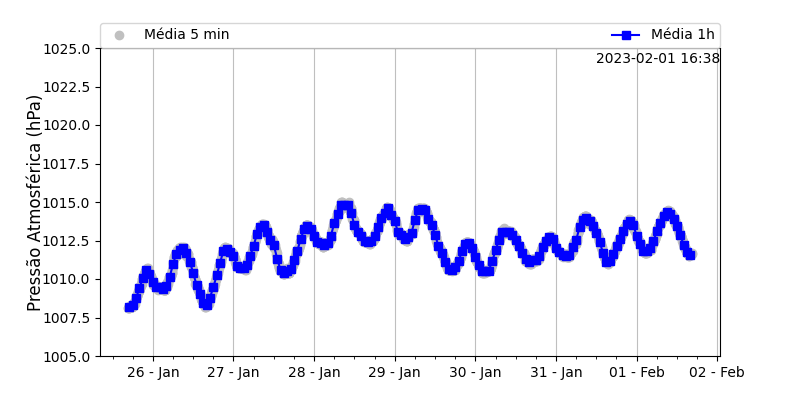 Média 5 min
Média 1h
2023-02-01 16:38
Pressão Atmosférica (hPa)
1025.0
1022.5
1020.0
1017.5
1015.0
1012.5
1010.0
1007.5
1005.0
26 - Jan
27 - Jan
28 - Jan
29 - Jan
30 - Jan
31 - Jan
01 - Feb
02 - Feb